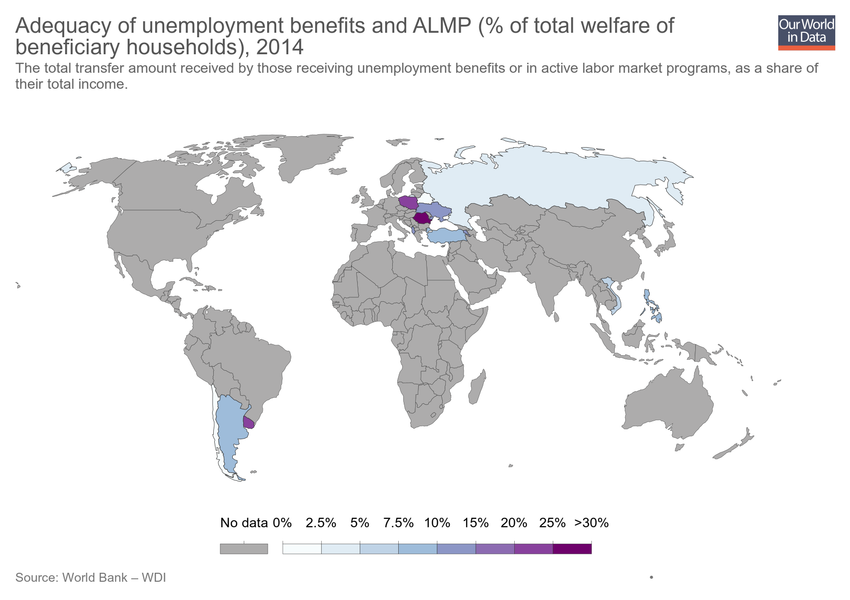 Adequacy of unemployment benefits and ALMP (% of total welfare of
beneficiary households), 2014
Our World
in Data
The total transfer amount received by those receiving unemployment benefits or in active labor market programs, as a share of
their total income.
No data 0% 2.5% 5% 7.5% 10% 15% 20% 25% >30%
Source: World Bank – WDI